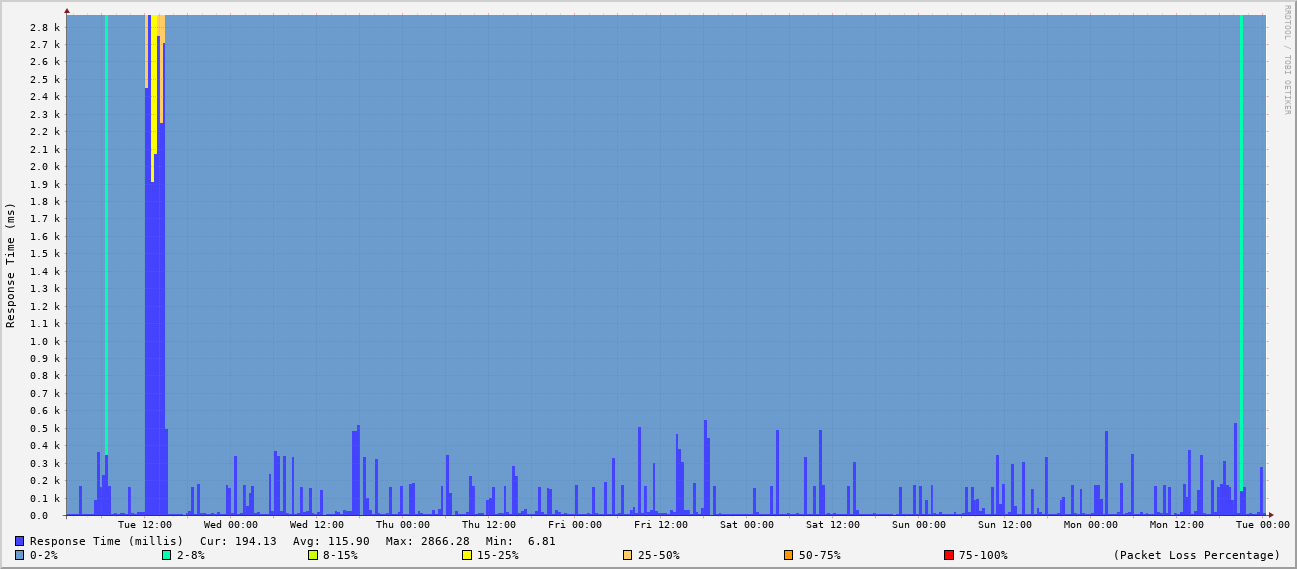 RRDTOOL / TOBI OETIKER
Response Time (ms)
2.8 k
2.7 k
2.6 k
2.5 k
2.4 k
2.3 k
2.2 k
2.1 k
2.0 k
1.9 k
1.8 k
1.7 k
1.6 k
1.5 k
1.4 k
1.3 k
1.2 k
1.1 k
1.0 k
0.9 k
0.8 k
0.7 k
0.6 k
0.5 k
0.4 k
0.3 k
0.2 k
0.1 k
0.0
Tue 12:00 Wed 00:00 Wed 12:00 Thu 00:00 Thu 12:00 Fri 00:00 Fri 12:00 Sat 00:00 Sat 12:00 Sun 00:00 Sun 12:00 Mon 00:00 Mon 12:00 Tue 00:00
Response Time (millis) Cur: 194.13 Avg: 115.90 Max: 2866.28 Min: 6.81
0-2% 2-8% 8-15% 15-25% 25-50% 50-75% 75-100% (Packet Loss Percentage)